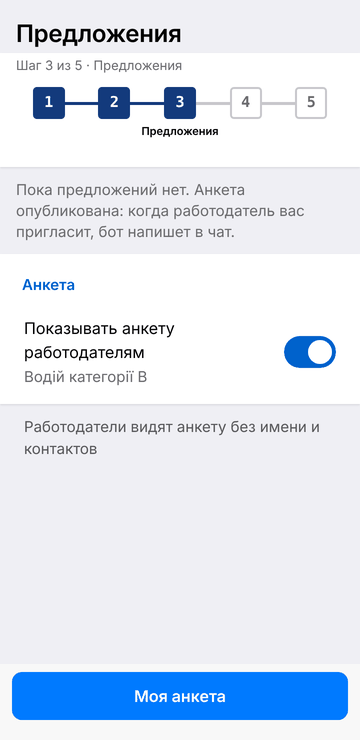 Предложения
Шаг 3 из 5 · Предложения
1 2 3 4 5
Предложения
Пока предложений нет. Анкета
опубликована: когда работодатель вас
пригласит, бот напишет в чат.
Анкета
Показывать анкету
работодателям
Водій категорії B
Работодатели видят анкету без имени и
контактов
Моя анкета